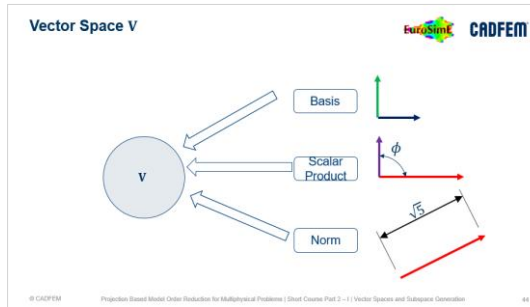 Vector Space V
EuroSimE
CADFEM
Basis
V
Scalar
Product
ϕ
√5
Norm
© CADFEM
Projection Based Model Order Reduction for Multiphysical Problems | Short Course Part 2 – I | Vector Spaces and Subspace Generation